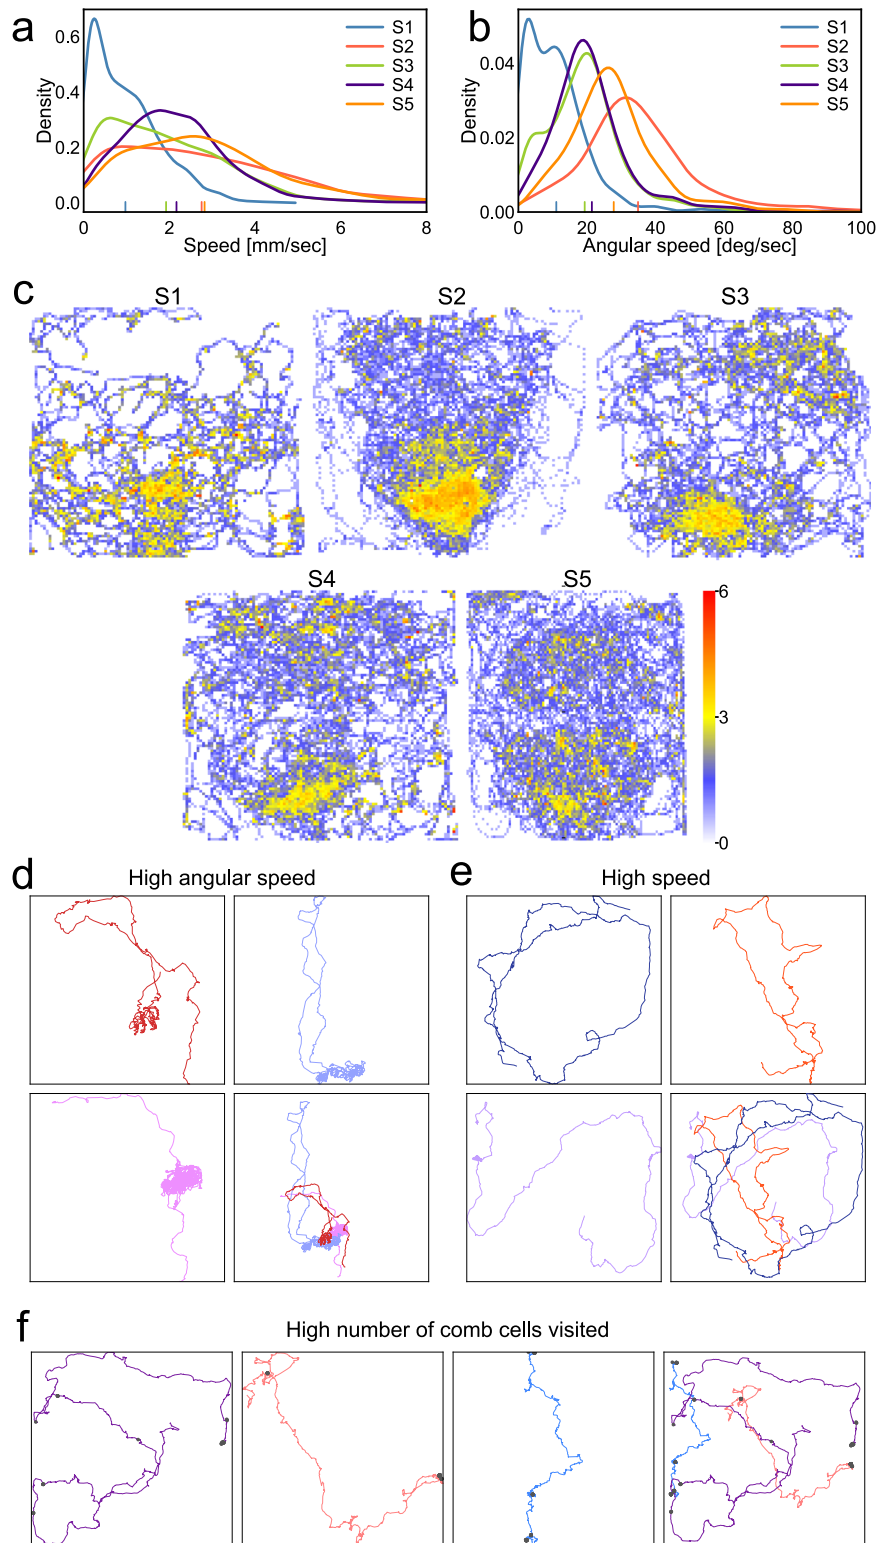 a
0.6
0.4
0.2
0.0
Density
0 2 4 6 8
Speed [mm/sec]
S1
S2
S3
S4
S5
b
0.04
0.02
0.00
Density
0 20 40 60 80 100
Angular speed [deg/sec]
S1
S2
S3
S4
S5
c
S1 S2 S3
S4 S5
6
3
0
d
High angular speed
e
High speed
f
High number of comb cells visited